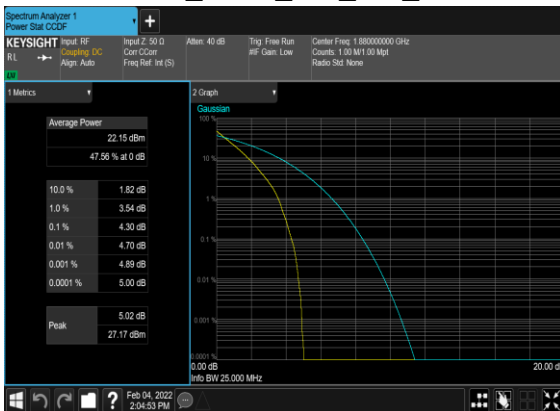 Spectrum Analyzer 1
Power Stat CCDF
KEYSIGHT
RL
LV
Input: RF
Coupling: DC
Align: Auto
Input Z: 50 Ω
Corr CCorr
Freq Ref: Int (S)
Atten: 40 dB
Trig: Free Run
#IF Gain: Low
Center Freq: 1.880000000 GHz
Counts: 1.00 M/1.00 Mpt
Radio Std: None
1 Metrics
Average Power
22.15 dBm
47.56 % at 0 dB
10.0 % 1.82 dB
1.0 % 3.54 dB
0.1 % 4.30 dB
0.01 % 4.70 dB
0.001 % 4.89 dB
0.0001 % 5.00 dB
Peak 5.02 dB
27.17 dBm
2 Graph
Gaussian
100 %
10 %
1 %
0.1 %
0.01 %
0.001 %
0.0001 %
0.00 dB
20.00 d
Info BW 25.000 MHz
Feb 04, 2022
2:04:53 PM